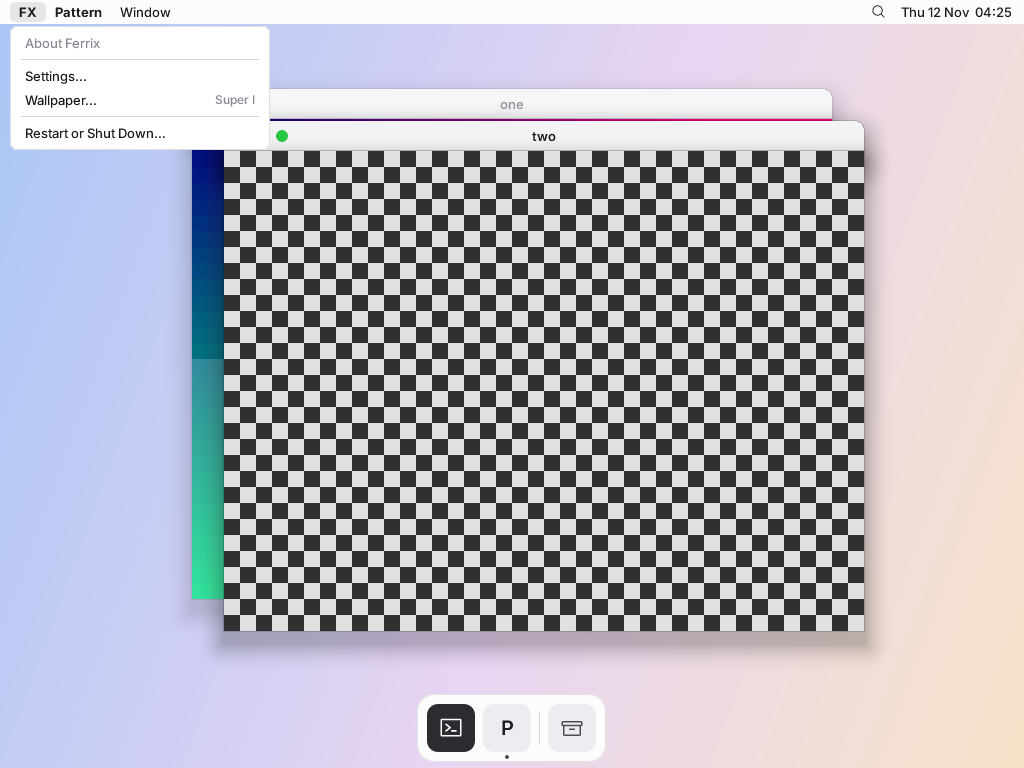 FX Pattern Window Thu 12 Nov 04:25
About Ferrix
Settings...
Wallpaper... Super I
Restart or Shut Down...
one
two
P